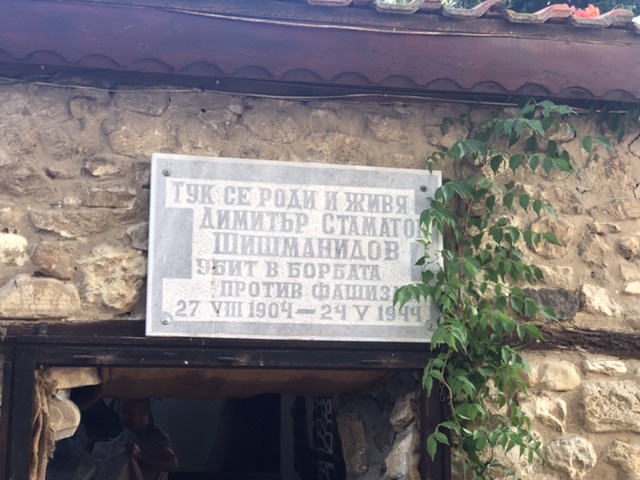 ТУК СЕ РОДИ И ЖИВЯ
ДИМИТЪР СТАМАТО
ШИШМАНИДОВ
УБИТ В БОРБАТА
ПРОТИВ ФАШИЗ
27 VIII 1904 — 24 V 1944